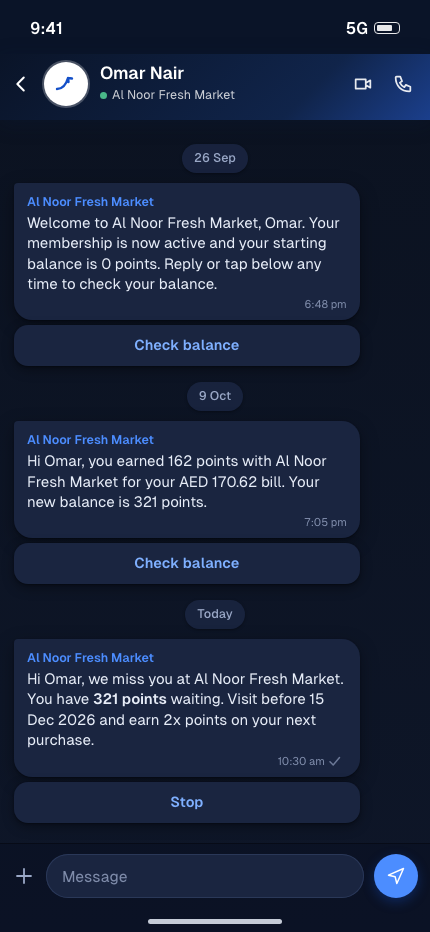 9:41
5G
Omar Nair
Al Noor Fresh Market
26 Sep
Al Noor Fresh Market
Welcome to Al Noor Fresh Market, Omar. Your
membership is now active and your starting
balance is 0 points. Reply or tap below any
time to check your balance.
6:48 pm
Check balance
9 Oct
Al Noor Fresh Market
Hi Omar, you earned 162 points with Al Noor
Fresh Market for your AED 170.62 bill. Your
new balance is 321 points.
7:05 pm
Check balance
Today
Al Noor Fresh Market
Hi Omar, we miss you at Al Noor Fresh Market.
You have 321 points waiting. Visit before 15
Dec 2026 and earn 2x points on your next
purchase.
10:30 am
Stop
Message